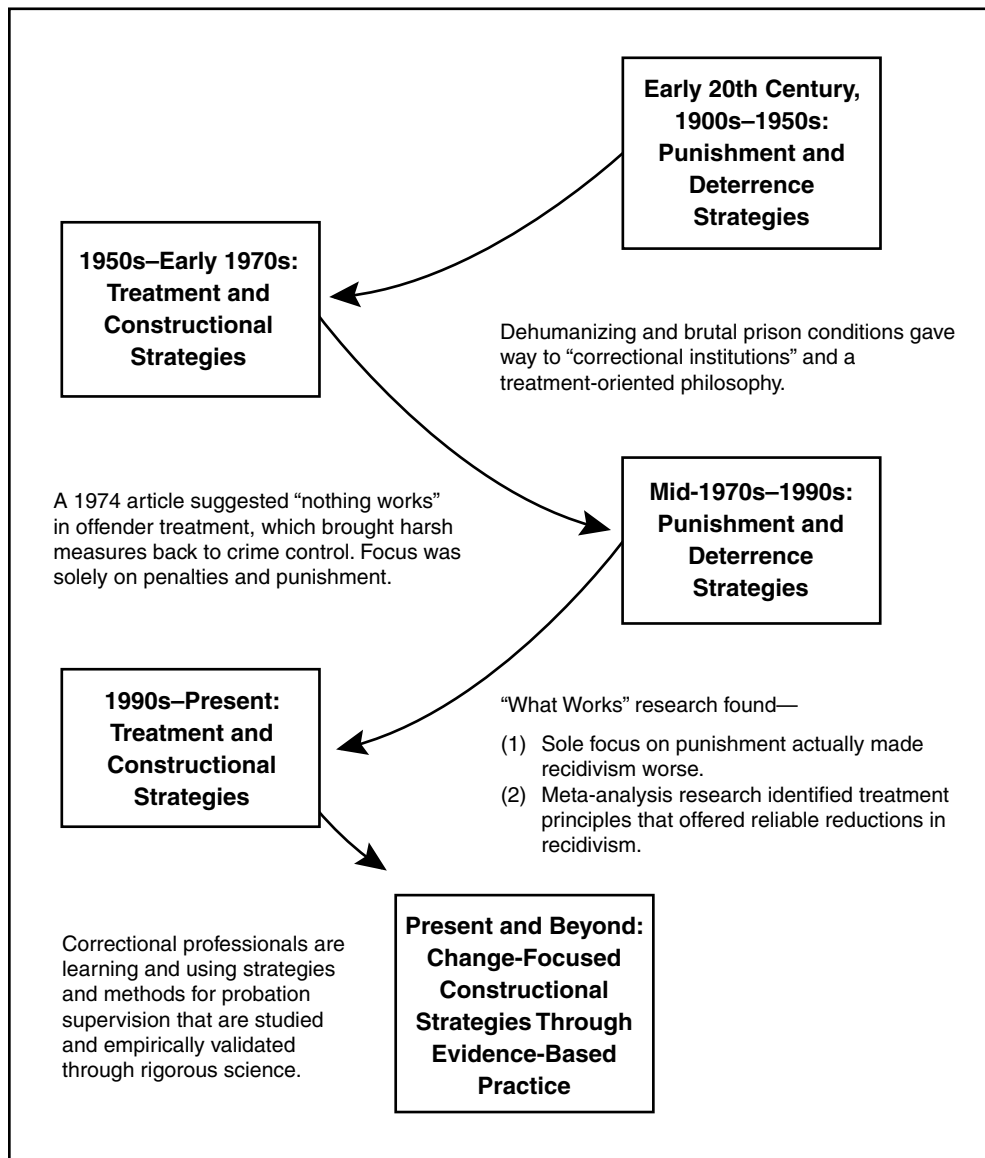 Early 20th Century,
1900s–1950s:
Punishment and
Deterrence
Strategies
1950s–Early 1970s:
Treatment and
Constructional
Strategies
Dehumanizing and brutal prison conditions gave
way to “correctional institutions” and a
treatment-oriented philosophy.
A 1974 article suggested “nothing works”
in offender treatment, which brought harsh
measures back to crime control. Focus was
solely on penalties and punishment.
Mid-1970s–1990s:
Punishment and
Deterrence
Strategies
1990s–Present:
Treatment and
Constructional
Strategies
“What Works” research found—
(1) Sole focus on punishment actually made
recidivism worse.
(2) Meta-analysis research identified treatment
principles that offered reliable reductions in
recidivism.
Correctional professionals are
learning and using strategies
and methods for probation
supervision that are studied
and empirically validated
through rigorous science.
Present and Beyond:
Change-Focused
Constructional
Strategies Through
Evidence-Based
Practice